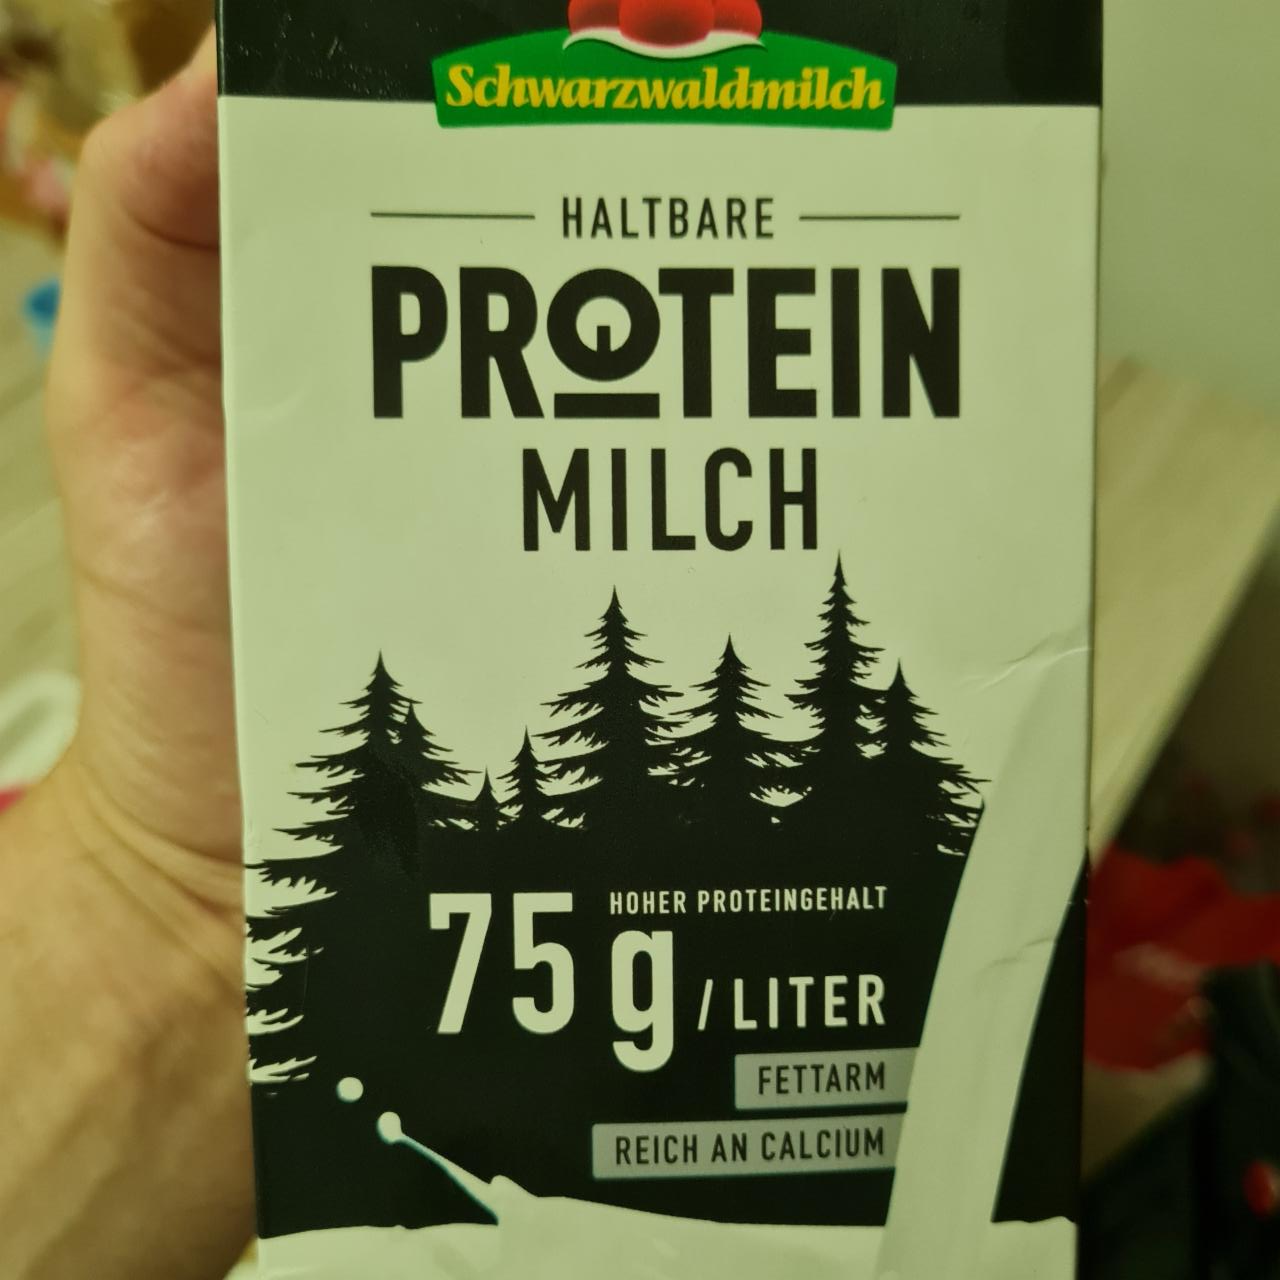 Schwarzwaldmilch
HALTBARE
PROTEIN
MILCH
HOHER PROTEINGEHALT
75 g / LITER
FETTARM
REICH AN CALCIUM